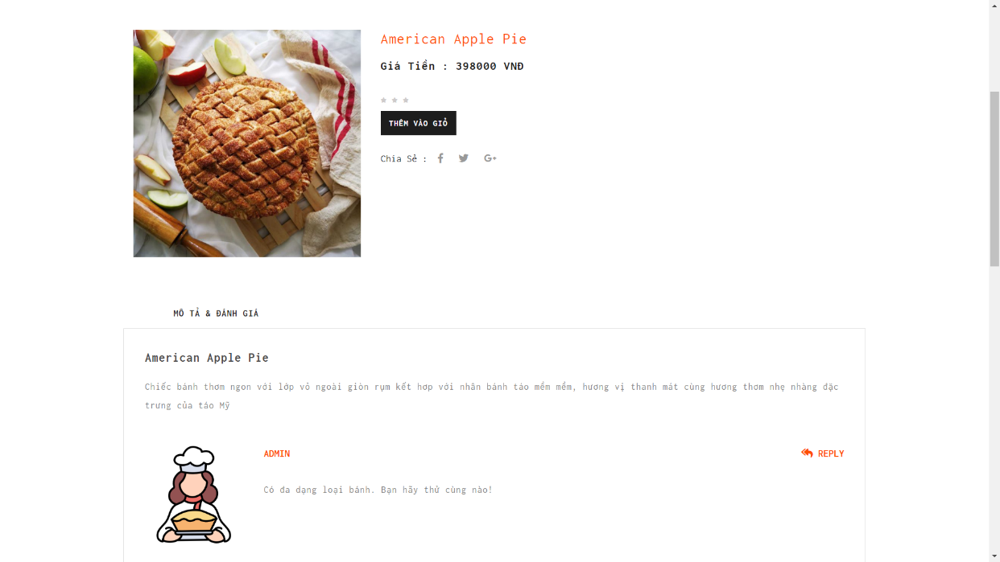 American Apple Pie
Giá Tiền : 398000 VNĐ
THÊM VÀO GIỎ
Chia Sẻ :
MÔ TẢ & ĐÁNH GIÁ
American Apple Pie
Chiếc bánh thơm ngon với lớp vỏ ngoài giòn rụm kết hợp với nhân bánh táo mềm mềm, hương vị thanh mát cùng hương thơm nhẹ nhàng đặc
trưng của táo Mỹ
ADMIN
REPLY
Có đa dạng loại bánh. Bạn hãy thử cùng nào!